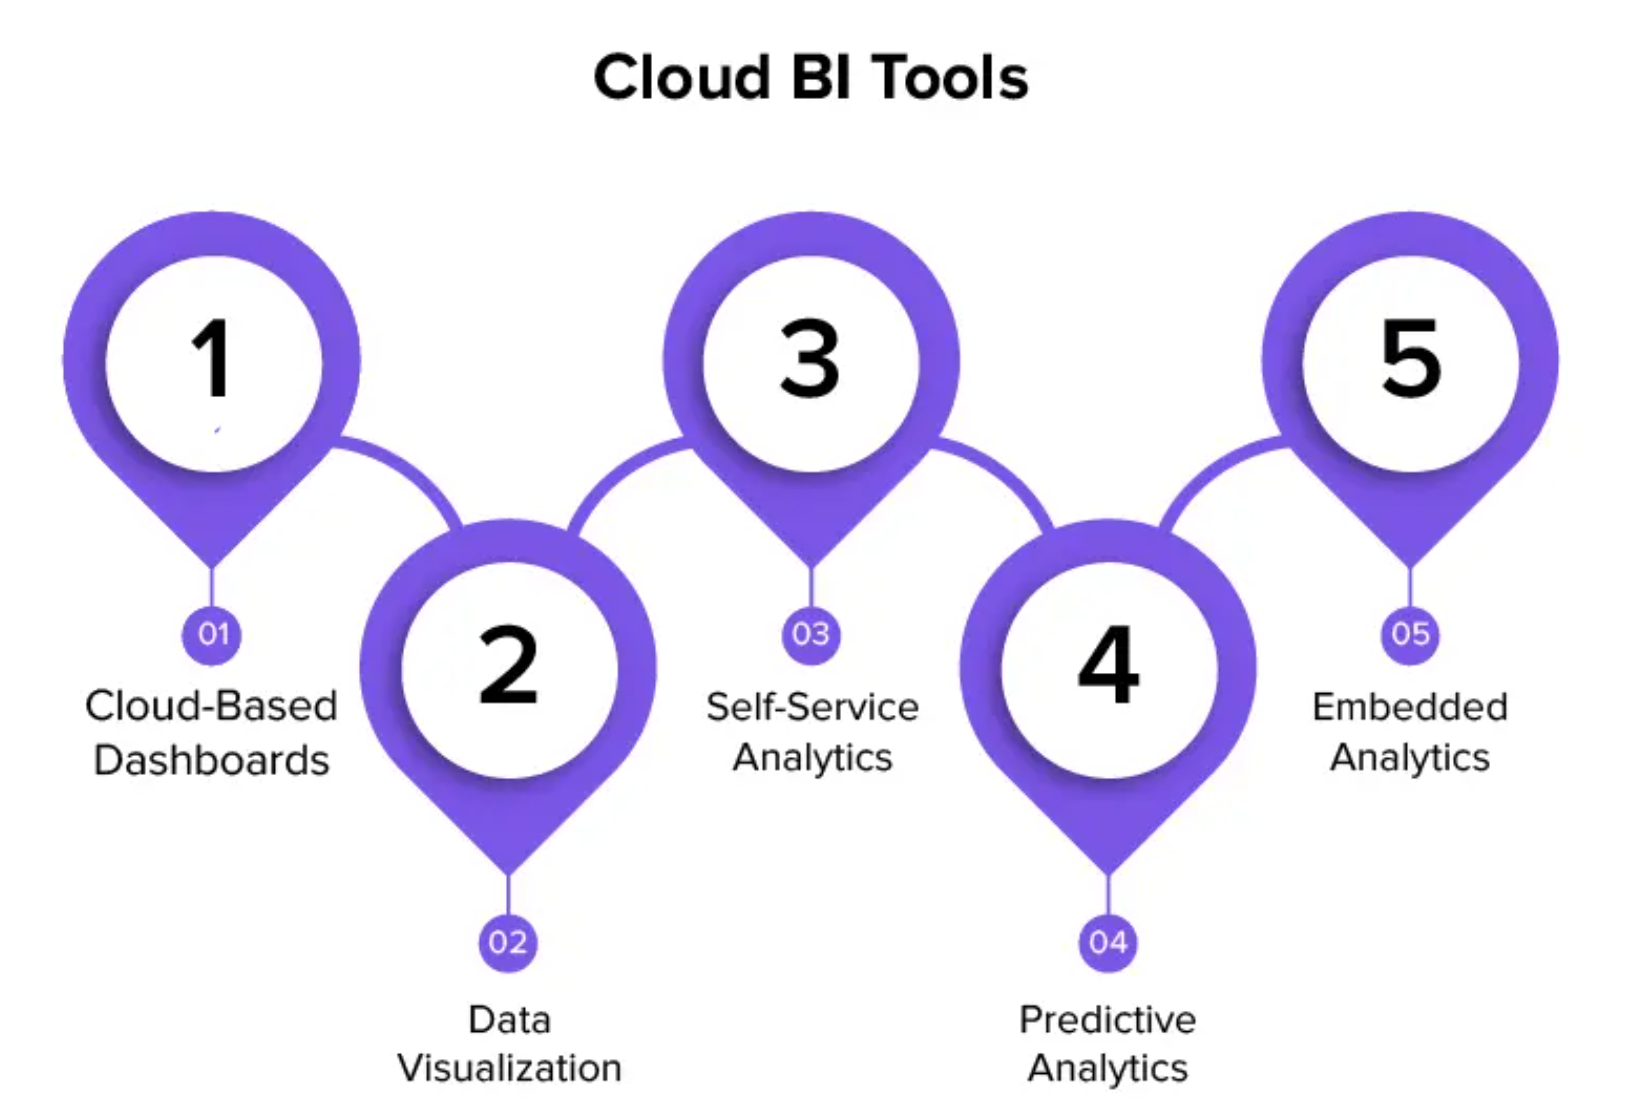 Cloud BI Tools
1
01
Cloud-Based
Dashboards
2
02
Data
Visualization
3
03
Self-Service
Analytics
4
04
Predictive
Analytics
5
05
Embedded
Analytics